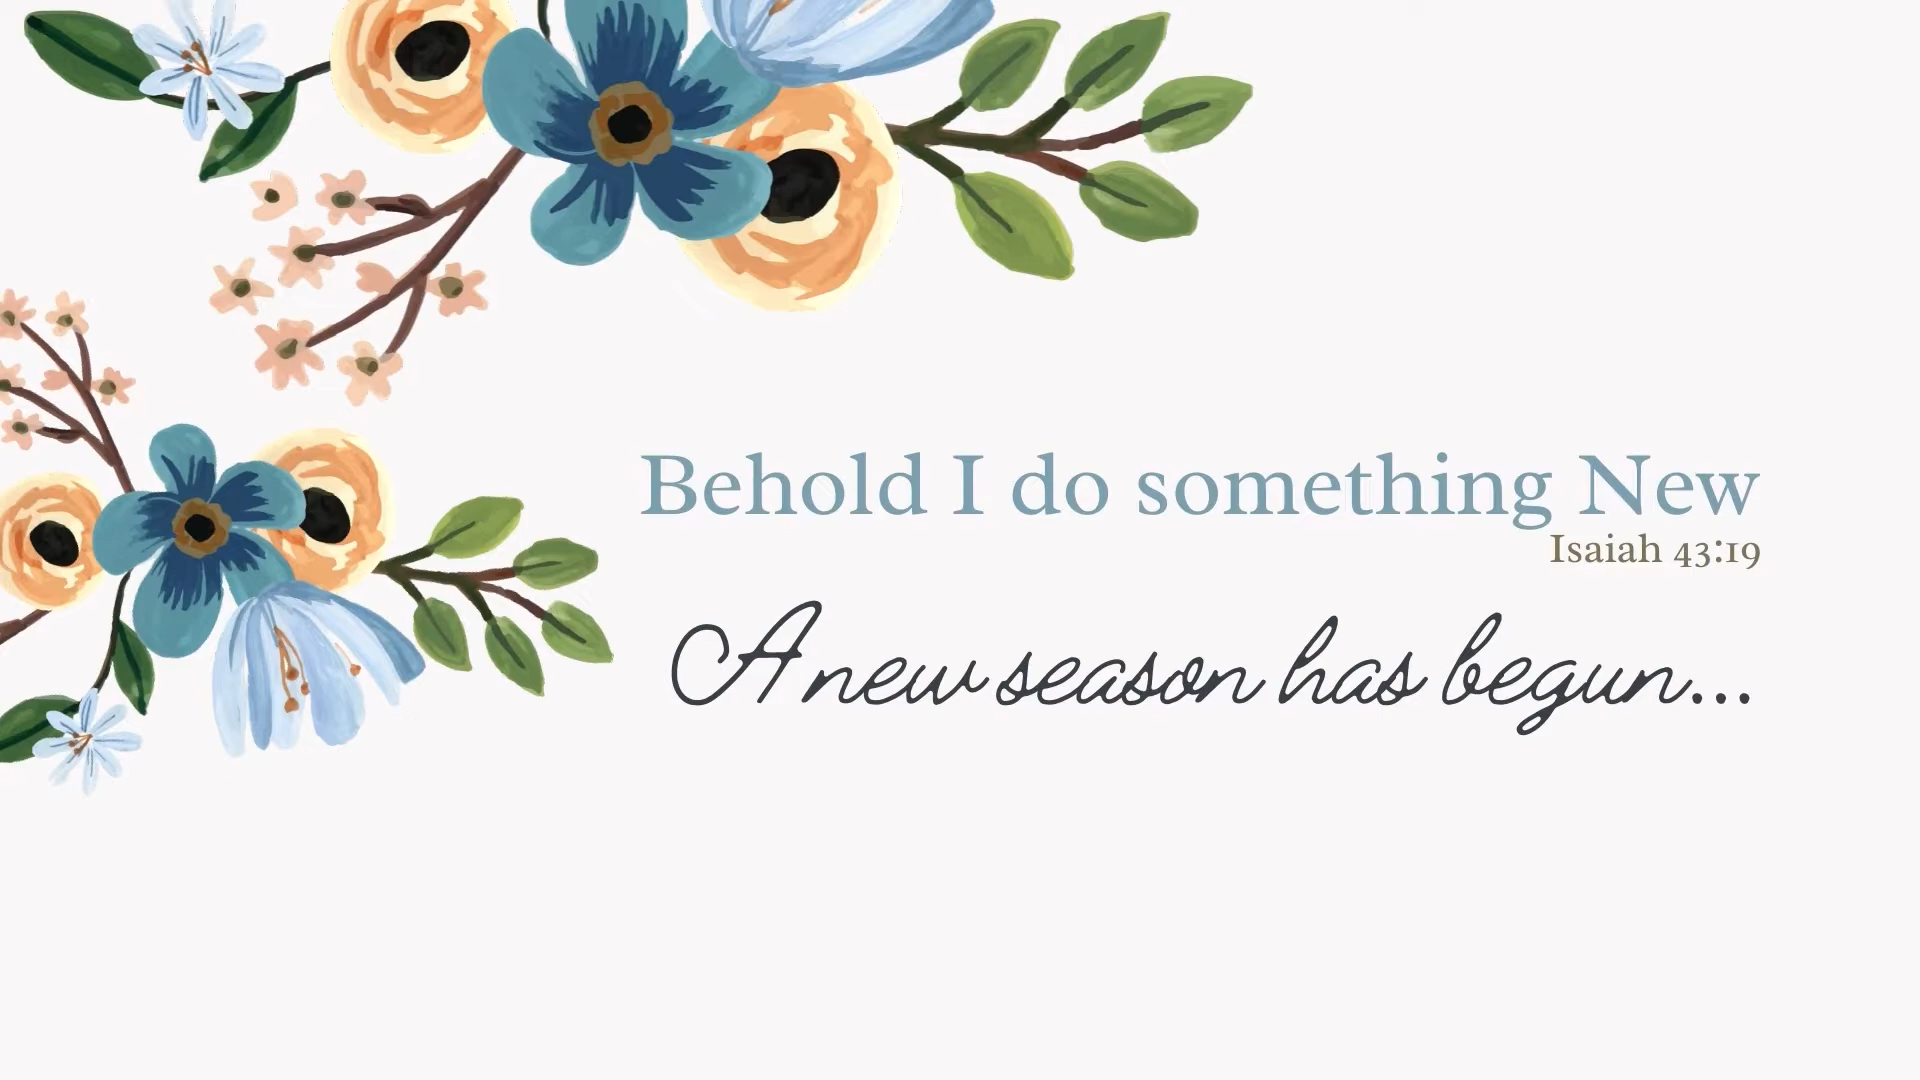 Behold I do something New
Isaiah 43:19
A new season has begun...